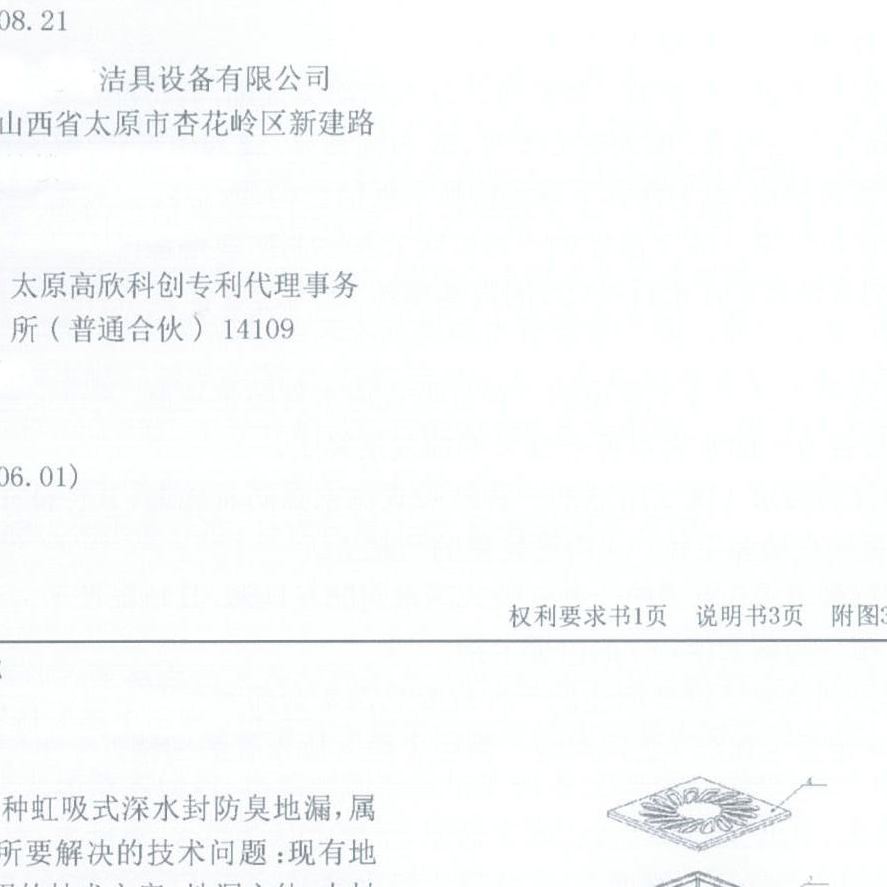 08.21
洁具设备有限公司
山西省太原市杏花岭区新建路
太原高欣科创专利代理事务
所(普通合伙)14109
06.01)
权利要求书1页 说明书3页 附图3
种虹吸式深水封防臭地漏,属
所要解决的技术问题:现有地